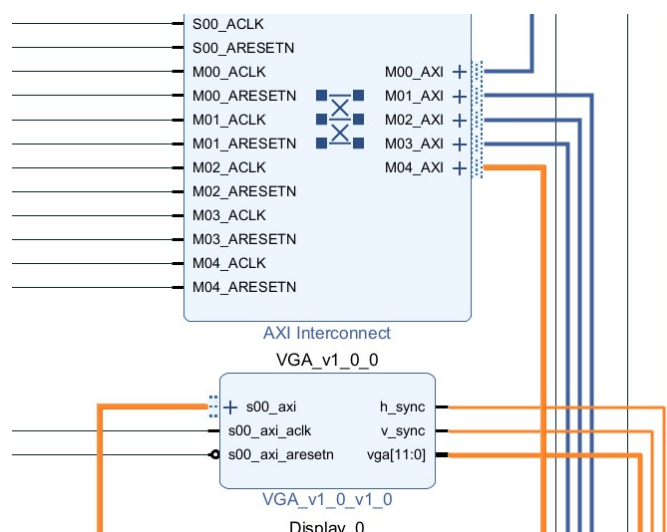 S00_ACLK
S00_ARESETN
M00_ACLK M00_AXI
M00_ARESETN M01_AXI
M01_ACLK M02_AXI
M01_ARESETN M03_AXI
M02_ACLK M04_AXI
M02_ARESETN
M03_ACLK
M03_ARESETN
M04_ACLK
M04_ARESETN
AXI Interconnect
VGA_v1_0_0
s00_axi h_sync
s00_axi_aclk v_sync
s00_axi_aresetn vga[11:0]
VGA_v1_0_v1_0
Display_0